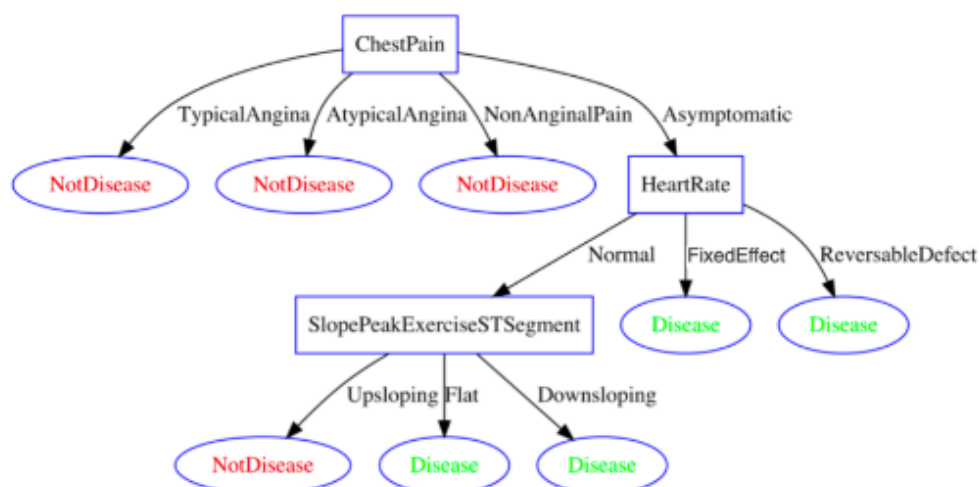 ChestPain
TypicalAngina AtypicalAngina NonAnginalPain Asymptomatic
NotDisease NotDisease NotDisease HeartRate
Normal FixedEffect ReversableDefect
SlopePeakExerciseSTSegment Disease Disease
Upsloping Flat Downsloping
NotDisease Disease Disease